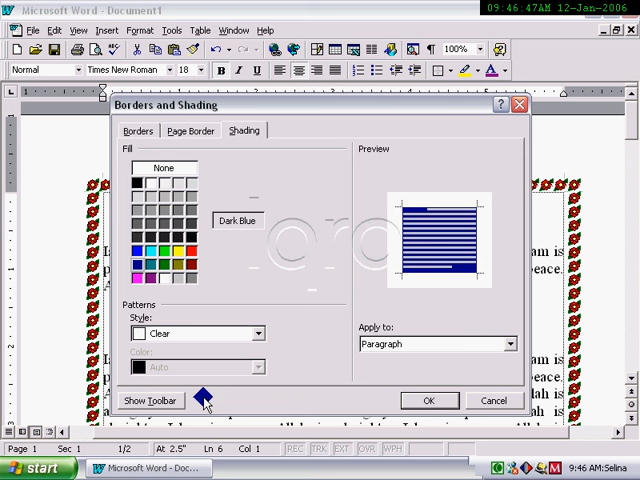 Microsoft Word - Document1
09:46:47AM 12-Jan-2006
File Edit View Insert Format Tools Table Window Help
100%
Normal Times New Roman 18 B I U
Borders and Shading
Borders Page Border Shading
Fill
None
Dark Blue
Preview
Patterns
Style:
Clear
Color:
Auto
Apply to:
Paragraph
Show Toolbar
OK
Cancel
am is
peace.
am is
peace.
lah is
ah is
Page 1 Sec 1 1/2 At 2.5" Ln 6 Col 1 REC TRK EXT OVR WPH
start
Microsoft Word - Doc...
9:46 AM:Selina